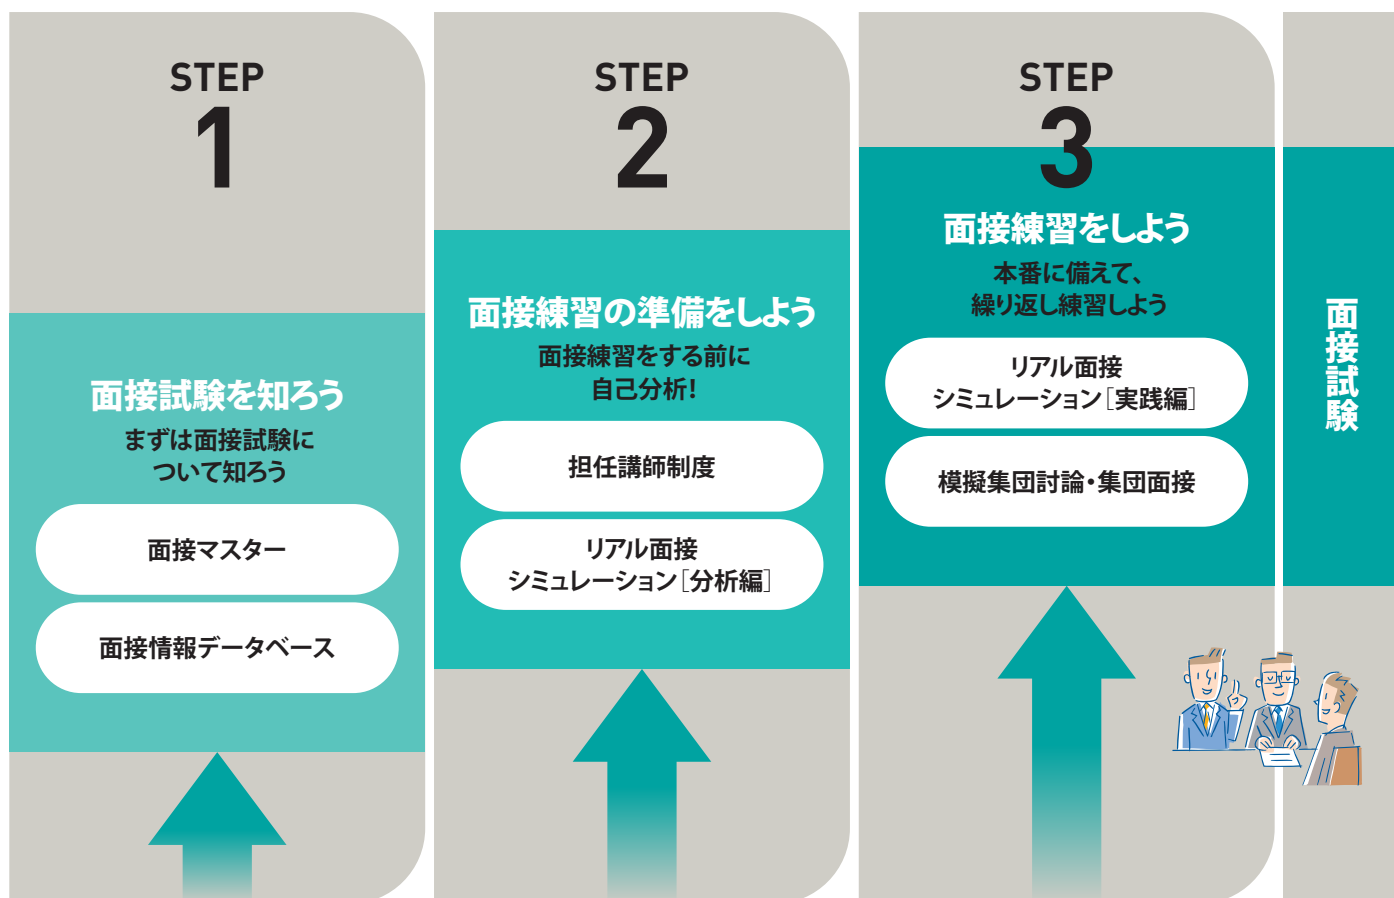 STEP
1
面接試験を知ろう
まずは面接試験に
ついて知ろう
面接マスター
面接情報データベース
STEP
2
面接練習の準備をしよう
面接練習をする前に
自己分析！
担任講師制度
リアル面接
シミュレーション［分析編］
STEP
3
面接練習をしよう
本番に備えて、
繰り返し練習しよう
リアル面接
シミュレーション［実践編］
模擬集団討論・集団面接
面接試験